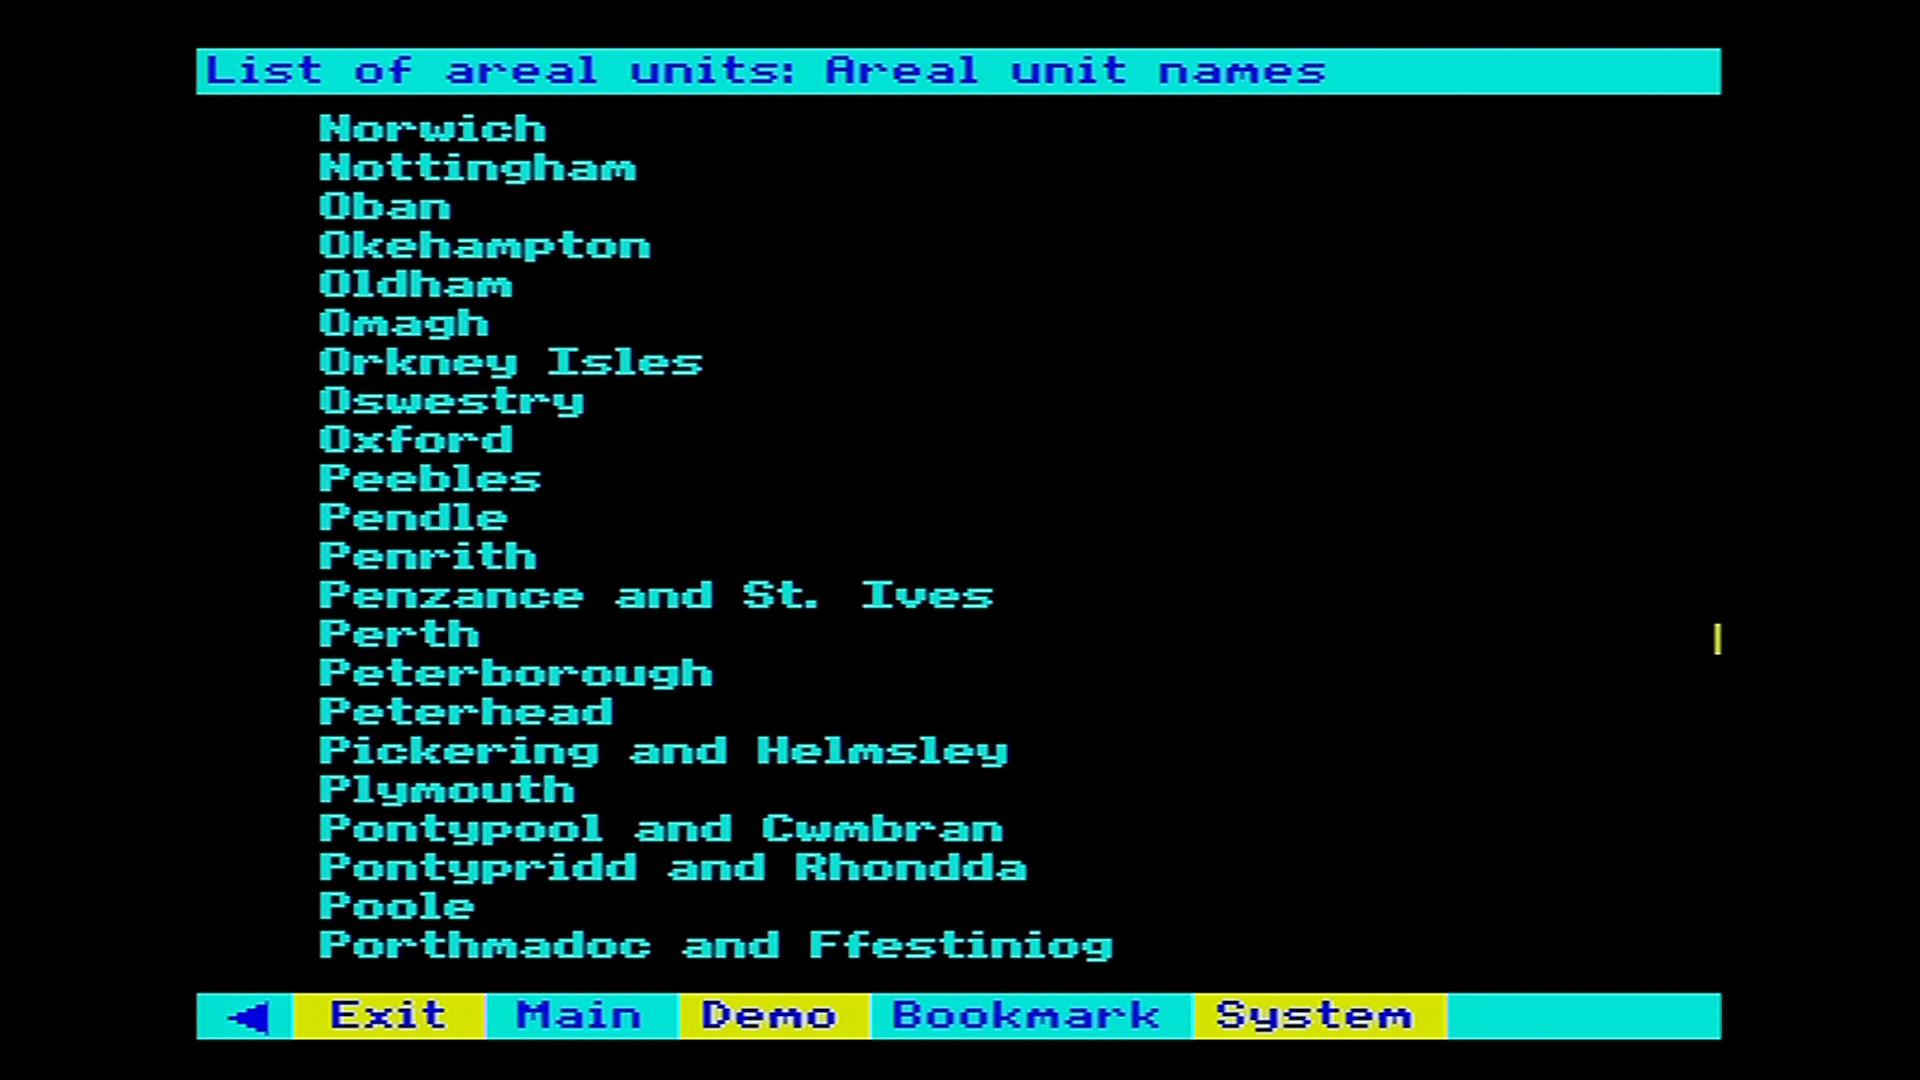 List of areal units: Areal unit names
Norwich
Nottingham
Oban
Okehampton
Oldham
Omagh
Orkney Isles
Oswestry
Oxford
Peebles
Pendle
Penrith
Penzance and St. Ives
Perth
Peterborough
Peterhead
Pickering and Helmsley
Plymouth
Pontypool and Cwmbran
Pontypridd and Rhondda
Poole
Porthmadoc and Ffestiniog
Exit Main Demo Bookmark System